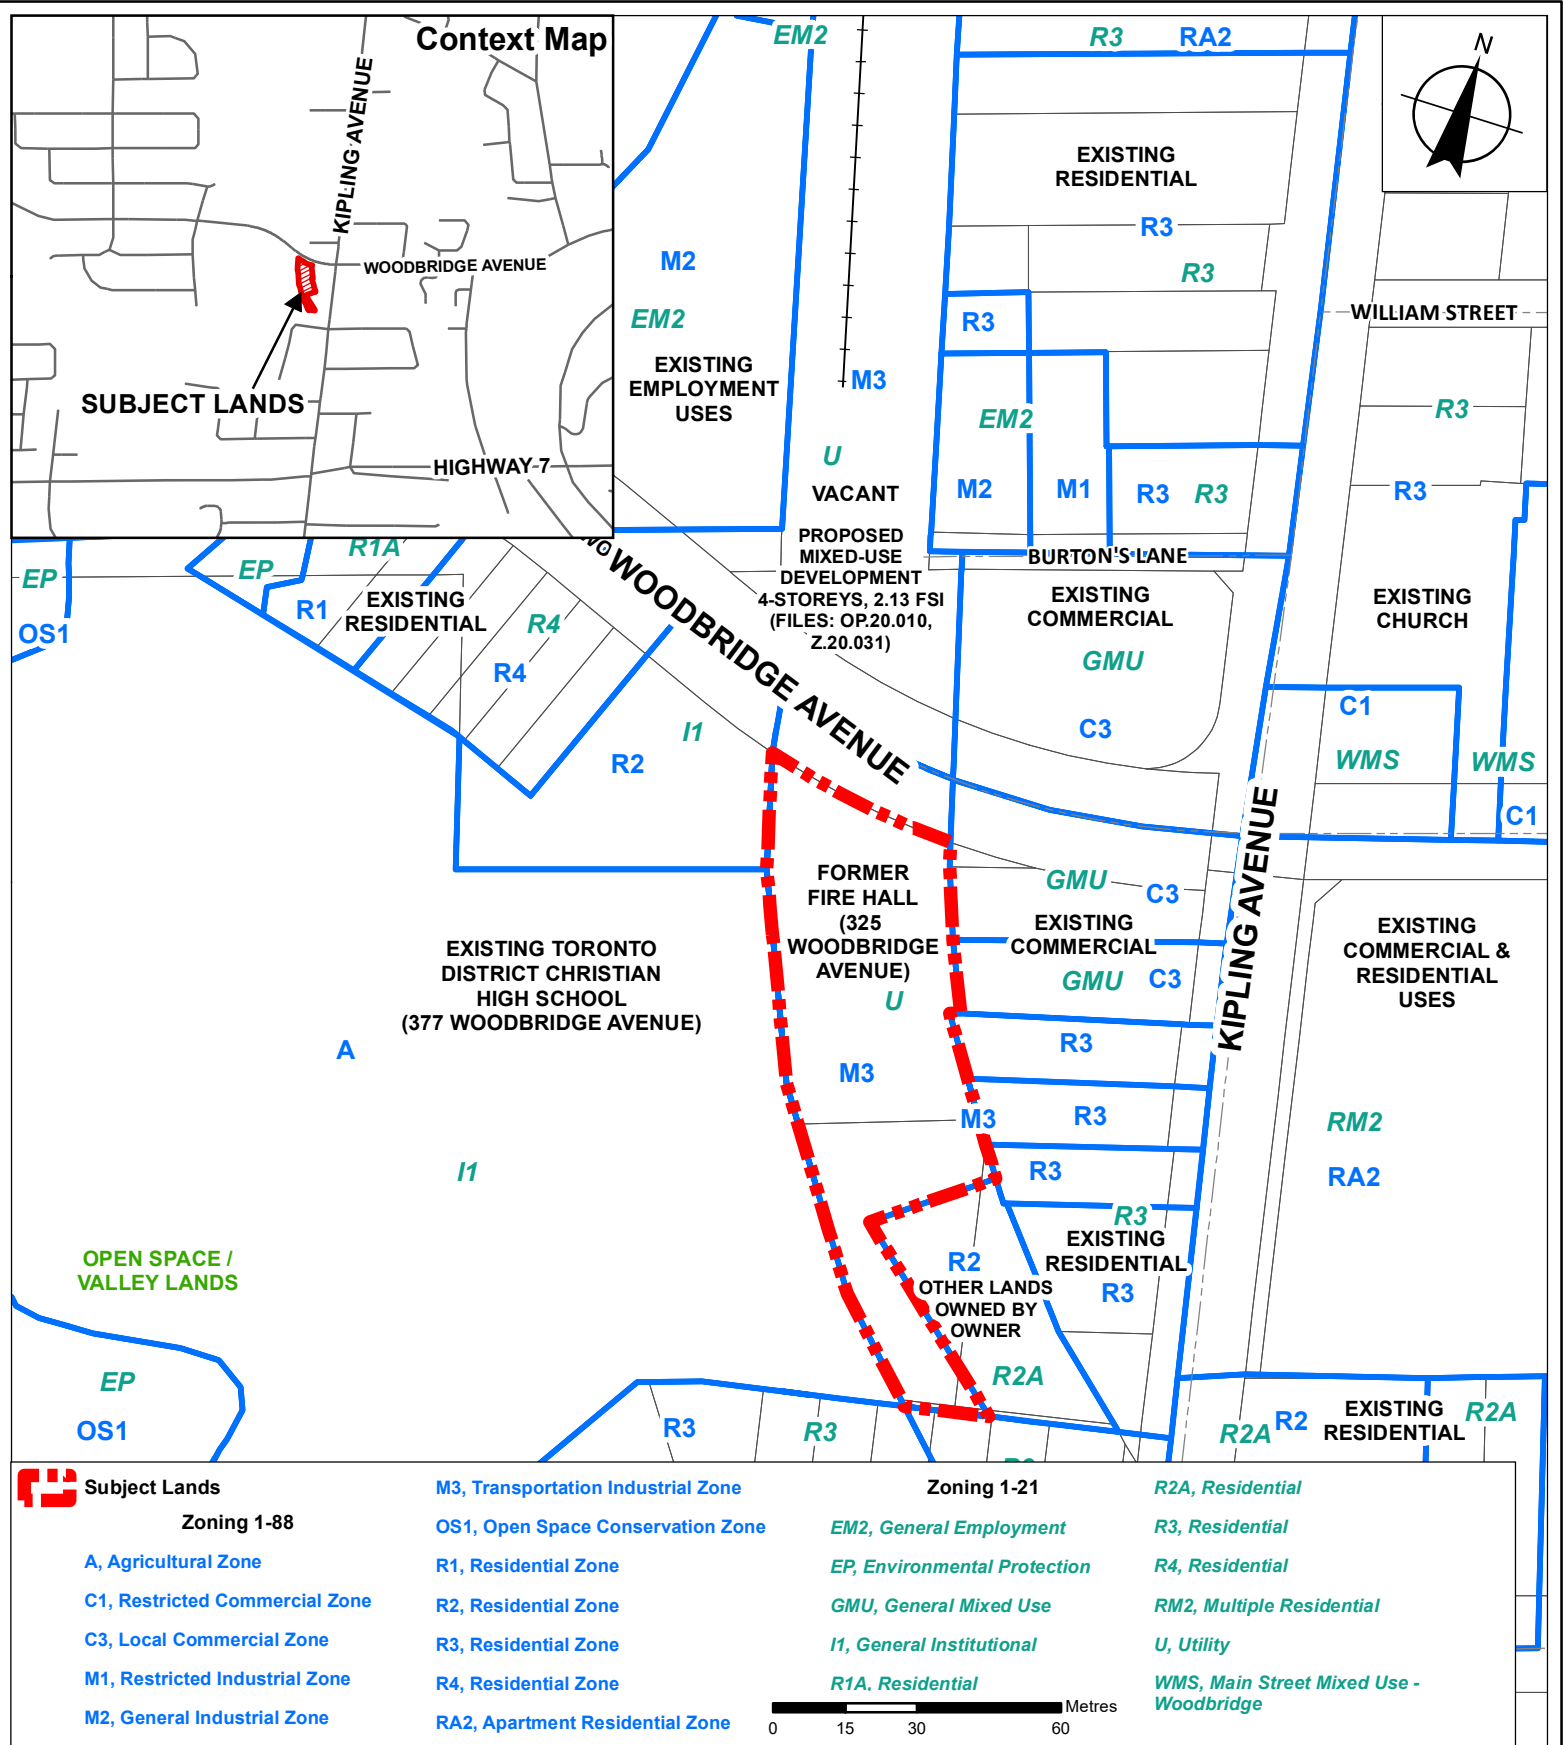 Context Map
KIPLING AVENUE
WOODBRIDGE AVENUE
SUBJECT LANDS
HIGHWAY 7
N
EM2
R3
RA2
EXISTING
RESIDENTIAL
R3
R3
M2
EM2
EXISTING
EMPLOYMENT
USES
M3
U
VACANT
PROPOSED
MIXED-USE
DEVELOPMENT
4-STOREYS, 2.13 FSI
(FILES: OP.20.010,
Z.20.031)
R3
EM2
M2
M1
R3
R3
WILLIAM STREET
R3
R3
BURTON'S LANE
EXISTING
COMMERCIAL
GMU
C3
EXISTING
CHURCH
C1
WMS
WMS
C1
EP
OS1
EP
R1A
R1
EXISTING
RESIDENTIAL
R4
R4
I1
R2
WOODBRIDGE AVENUE
KIPLING AVENUE
FORMER
FIRE HALL
(325
WOODBRIDGE
AVENUE)
U
M3
M3
GMU
C3
EXISTING
COMMERCIAL
GMU
C3
R3
R3
R3
R3
EXISTING
RESIDENTIAL
R3
EXISTING
COMMERCIAL &
RESIDENTIAL
USES
RM2
RA2
EXISTING TORONTO
DISTRICT CHRISTIAN
HIGH SCHOOL
(377 WOODBRIDGE AVENUE)
A
I1
OPEN SPACE /
VALLEY LANDS
EP
OS1
R2
OTHER LANDS
OWNED BY
OWNER
R2A
R3
R3
R2A
R2
EXISTING
RESIDENTIAL
R2A
Subject Lands
Zoning 1-88
A, Agricultural Zone
C1, Restricted Commercial Zone
C3, Local Commercial Zone
M1, Restricted Industrial Zone
M2, General Industrial Zone
M3, Transportation Industrial Zone
OS1, Open Space Conservation Zone
R1, Residential Zone
R2, Residential Zone
R3, Residential Zone
R4, Residential Zone
RA2, Apartment Residential Zone
Zoning 1-21
EM2, General Employment
EP, Environmental Protection
GMU, General Mixed Use
I1, General Institutional
R1A, Residential
R2A, Residential
R3, Residential
R4, Residential
RM2, Multiple Residential
U, Utility
WMS, Main Street Mixed Use -
Woodbridge
Metres
0 15 30 60